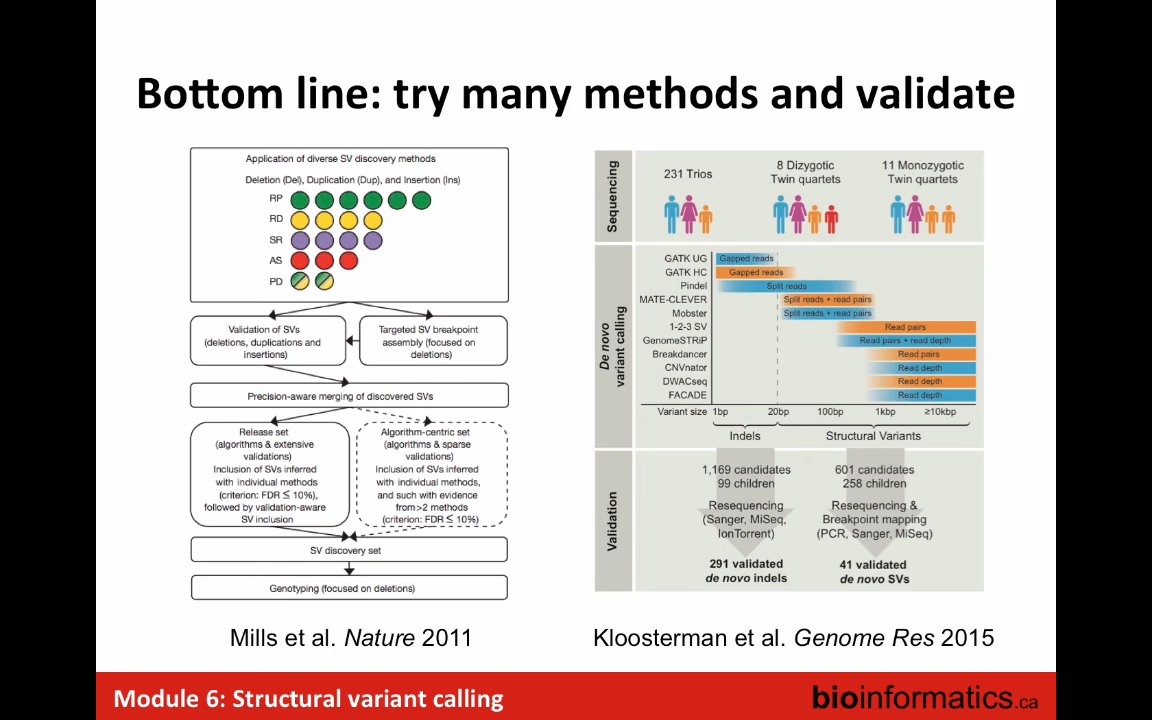 Bottom line: try many methods and validate
Application of diverse SV discovery methods
Deletion (Del), Duplication (Dup), and Insertion (Ins)
RP
RD
SR
AS
PD
Validation of SVs
(deletions, duplications and
insertions)
Targeted SV breakpoint
assembly (focused on
deletions)
Precision-aware merging of discovered SVs
Release set
(algorithms & extensive
validations)
Inclusion of SVs inferred
with individual methods
(criterion: FDR ≤ 10%),
followed by validation-aware
SV inclusion
Algorithm-centric set
(algorithms & sparse
validations)
Inclusion of SVs inferred
with individual methods,
and such with evidence
from>2 methods
(criterion: FDR ≤10%)
SV discovery set
Genotyping (focused on deletions)
Mills et al. Nature 2011
Sequencing
231 Trios
8 Dizygotic
Twin quartets
11 Monozygotic
Twin quartets
De novo
variant calling
GATK UG Gapped reads
GATK HC Gapped reads
Pindel Split reads
MATE-CLEVER Split reads + read pairs
Mobster Split reads + read pairs
1-2-3 SV Read pairs
GenomeSTRiP Read pairs + read depth
Breakdancer Read pairs
CNVnator Read depth
DWACseq Read depth
FACADE Read depth
Variant size 1bp 20bp 100bp 1kbp ≥10kbp
Indels Structural Variants
Validation
1,169 candidates
99 children
Resequencing
(Sanger, MiSeq,
IonTorrent)
291 validated
de novo indels
601 candidates
258 children
Resequencing &
Breakpoint mapping
(PCR, Sanger, MiSeq)
41 validated
de novo SVs
Kloosterman et al. Genome Res 2015
Module 6: Structural variant calling
bioinformatics.ca